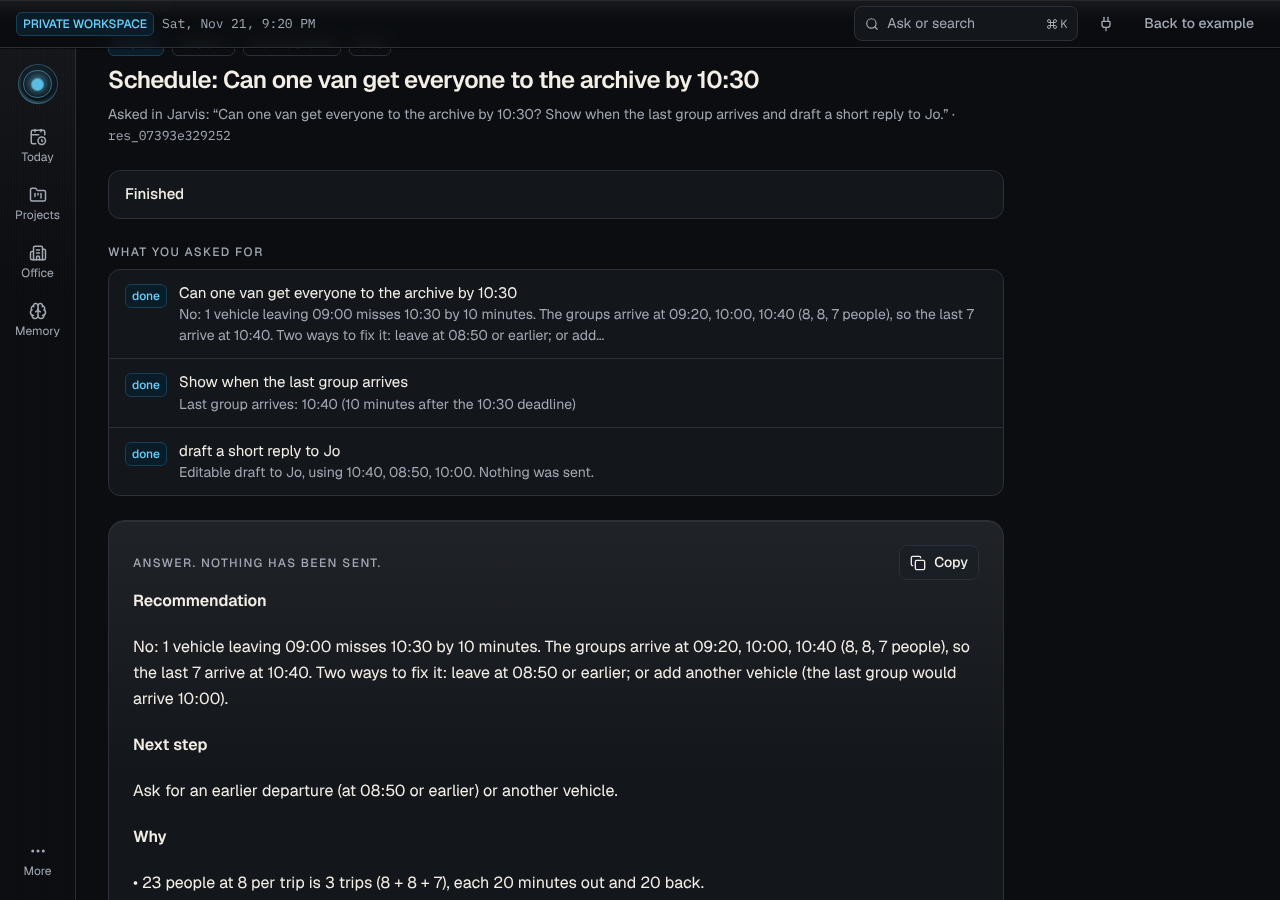 PRIVATE WORKSPACE
Sat, Nov 21, 9:20 PM
Ask or search
⌘K
Back to example
Today
Projects
Office
Memory
More
Schedule: Can one van get everyone to the archive by 10:30
Asked in Jarvis: “Can one van get everyone to the archive by 10:30? Show when the last group arrives and draft a short reply to Jo.” ·
res_07393e329252
Finished
WHAT YOU ASKED FOR
done
Can one van get everyone to the archive by 10:30
No: 1 vehicle leaving 09:00 misses 10:30 by 10 minutes. The groups arrive at 09:20, 10:00, 10:40 (8, 8, 7 people), so the last 7
arrive at 10:40. Two ways to fix it: leave at 08:50 or earlier; or add…
done
Show when the last group arrives
Last group arrives: 10:40 (10 minutes after the 10:30 deadline)
done
draft a short reply to Jo
Editable draft to Jo, using 10:40, 08:50, 10:00. Nothing was sent.
ANSWER. NOTHING HAS BEEN SENT.
Copy
Recommendation
No: 1 vehicle leaving 09:00 misses 10:30 by 10 minutes. The groups arrive at 09:20, 10:00, 10:40 (8, 8, 7 people), so
the last 7 arrive at 10:40. Two ways to fix it: leave at 08:50 or earlier; or add another vehicle (the last group would
arrive 10:00).
Next step
Ask for an earlier departure (at 08:50 or earlier) or another vehicle.
Why
• 23 people at 8 per trip is 3 trips (8 + 8 + 7), each 20 minutes out and 20 back.